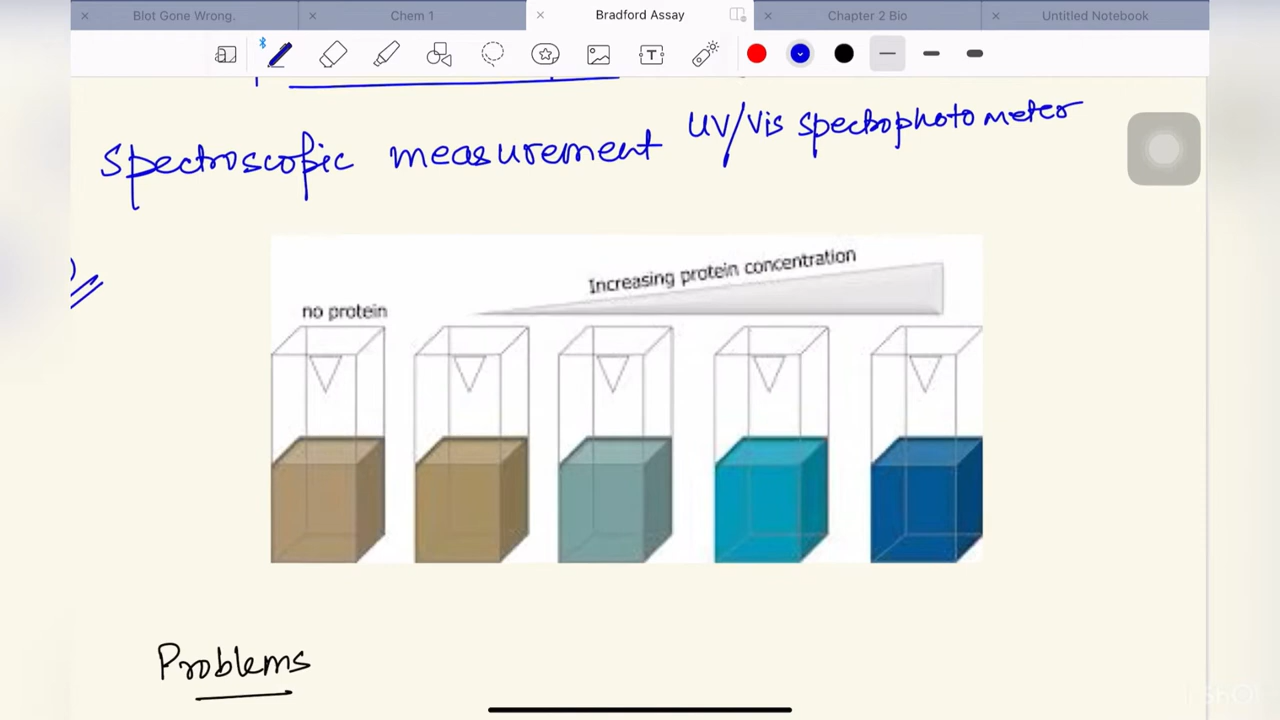 Blot Gone Wrong.
Chem 1
Bradford Assay
Chapter 2 Bio
Untitled Notebook
Spectroscopic measurement UV/Vis spectrophotometer
Increasing protein concentration
no protein
Problems